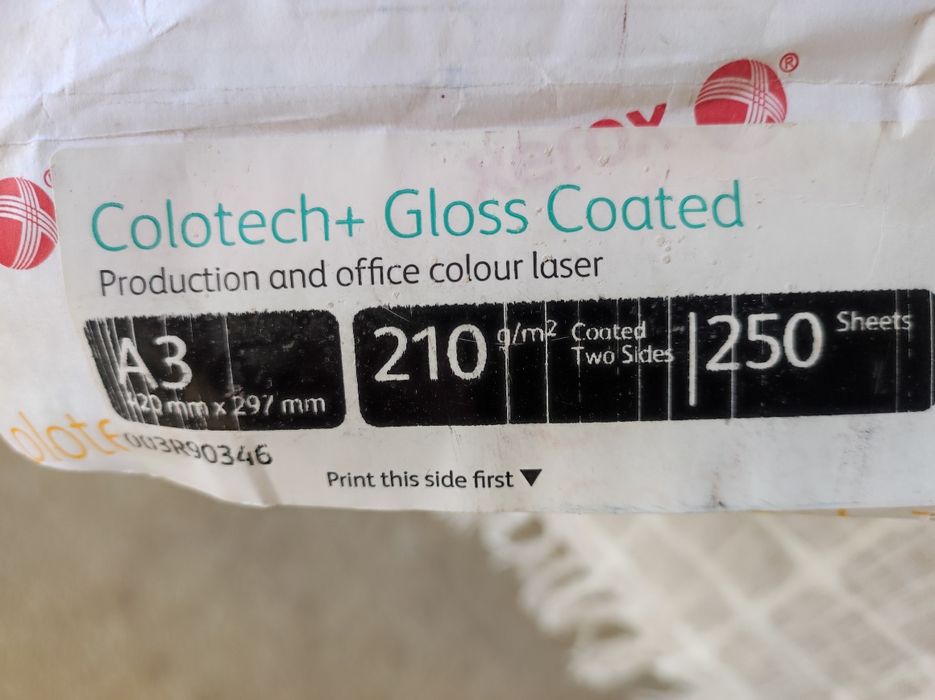 xerox ®
Colotech+ Gloss Coated
Production and office colour laser
A3
420 mm x 297 mm
210 g/m2 Coated
Two Sides
250 Sheets
003R90346
Print this side first ▼